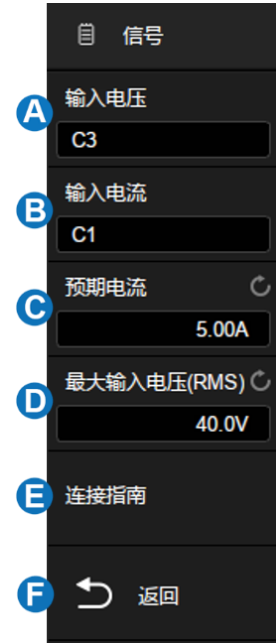 信号
A 输入电压
C3
B 输入电流
C1
C 预期电流
5.00A
D 最大输入电压(RMS)
40.0V
E 连接指南
F 返回